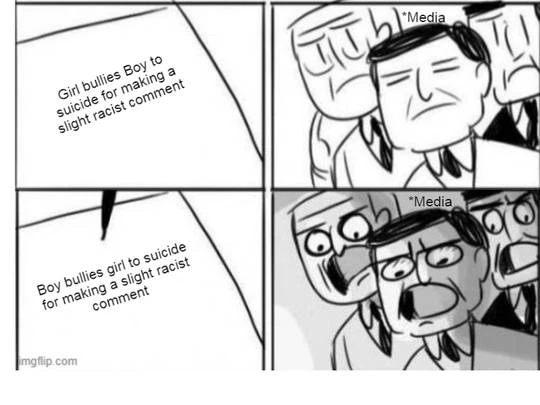 Girl bullies Boy to
suicide for making a
slight racist comment
*Media
Boy bullies girl to suicide
for making a slight racist
comment
*Media
imgflip.com